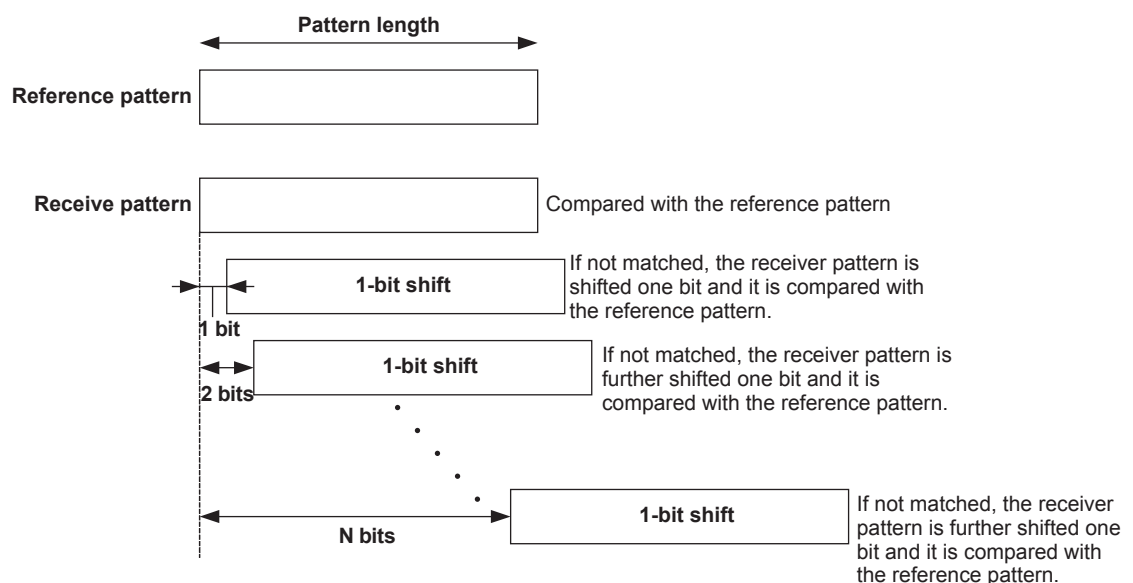 Pattern length
Reference pattern
Receive pattern
Compared with the reference pattern
1-bit shift
If not matched, the receiver pattern is
shifted one bit and it is compared with
the reference pattern.
1 bit
1-bit shift
If not matched, the receiver pattern is
further shifted one bit and it is
compared with the reference pattern.
2 bits
1-bit shift
If not matched, the receiver
pattern is further shifted one
bit and it is compared with
the reference pattern.
N bits